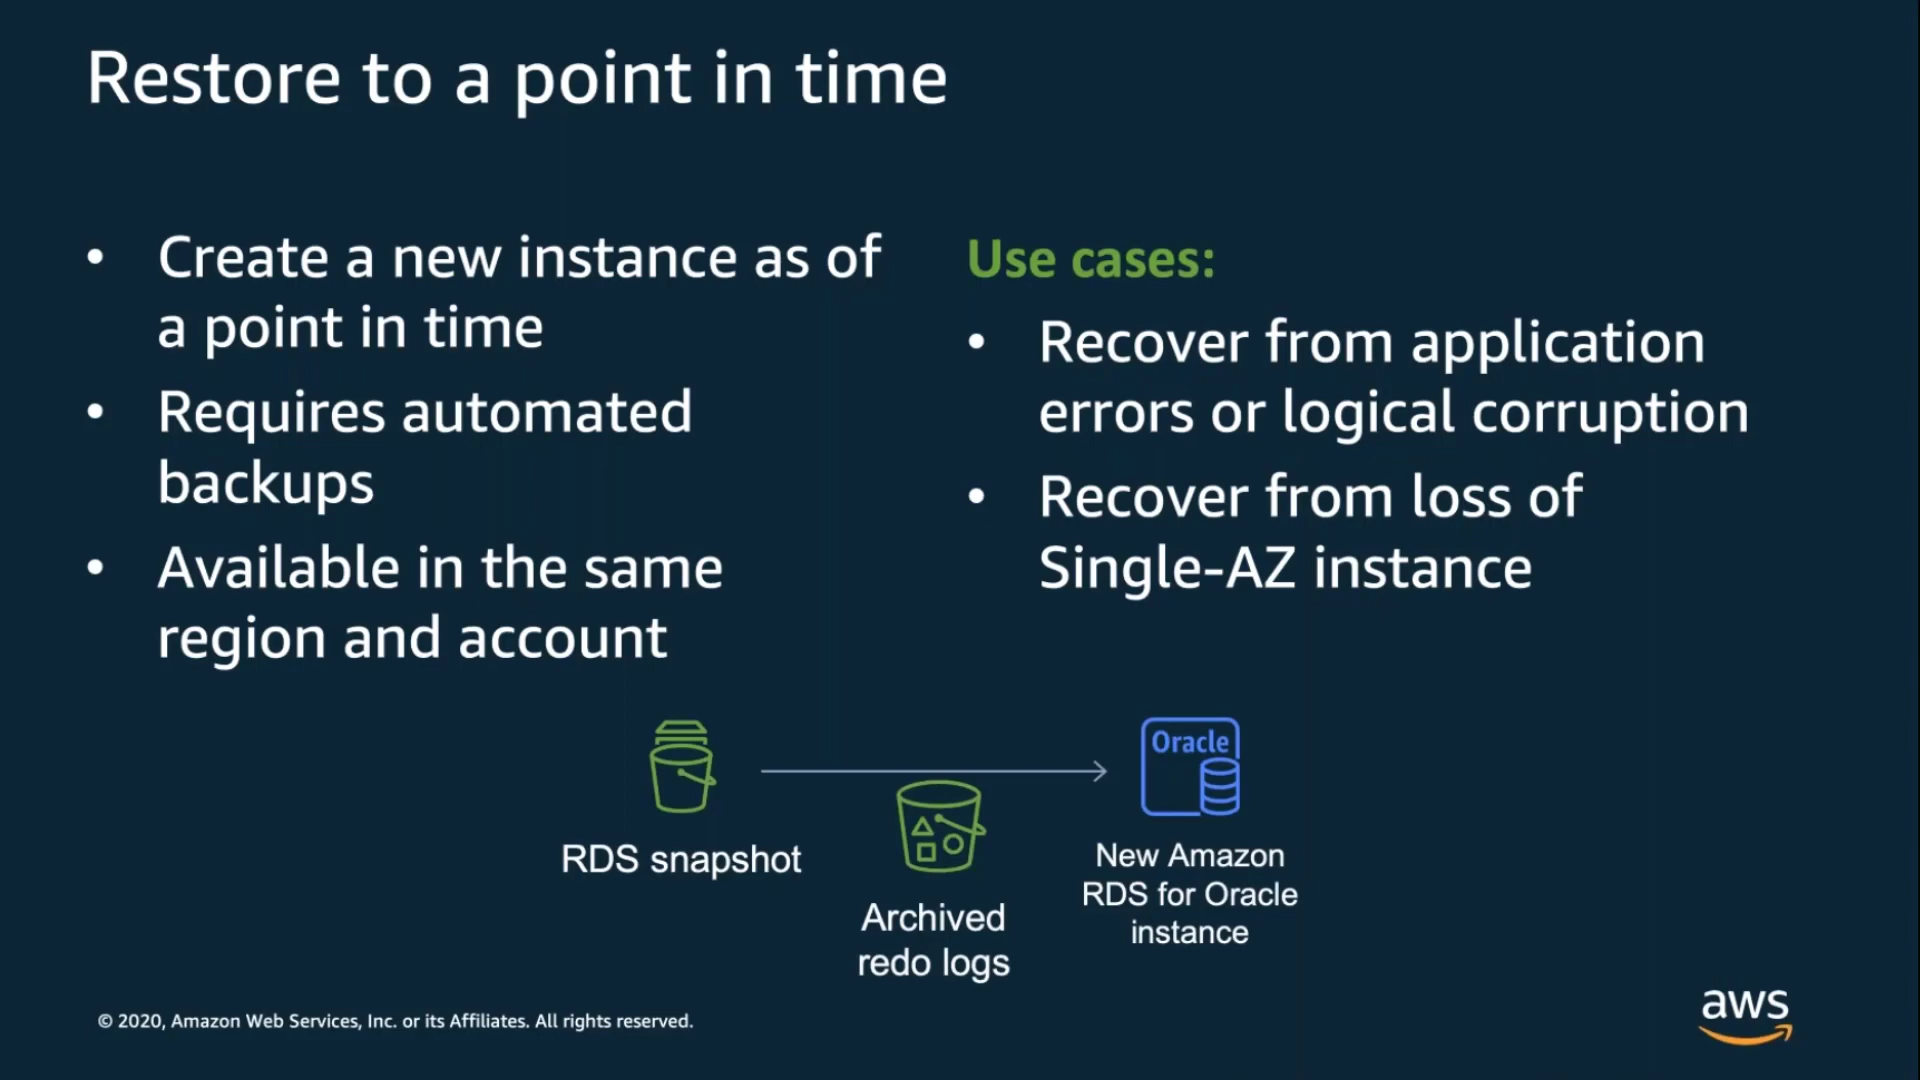 Restore to a point in time
• Create a new instance as of
a point in time
• Requires automated
backups
• Available in the same
region and account
Use cases:
• Recover from application
errors or logical corruption
• Recover from loss of
Single-AZ instance
RDS snapshot
Archived
redo logs
Oracle
New Amazon
RDS for Oracle
instance
© 2020, Amazon Web Services, Inc. or its Affiliates. All rights reserved.
aws